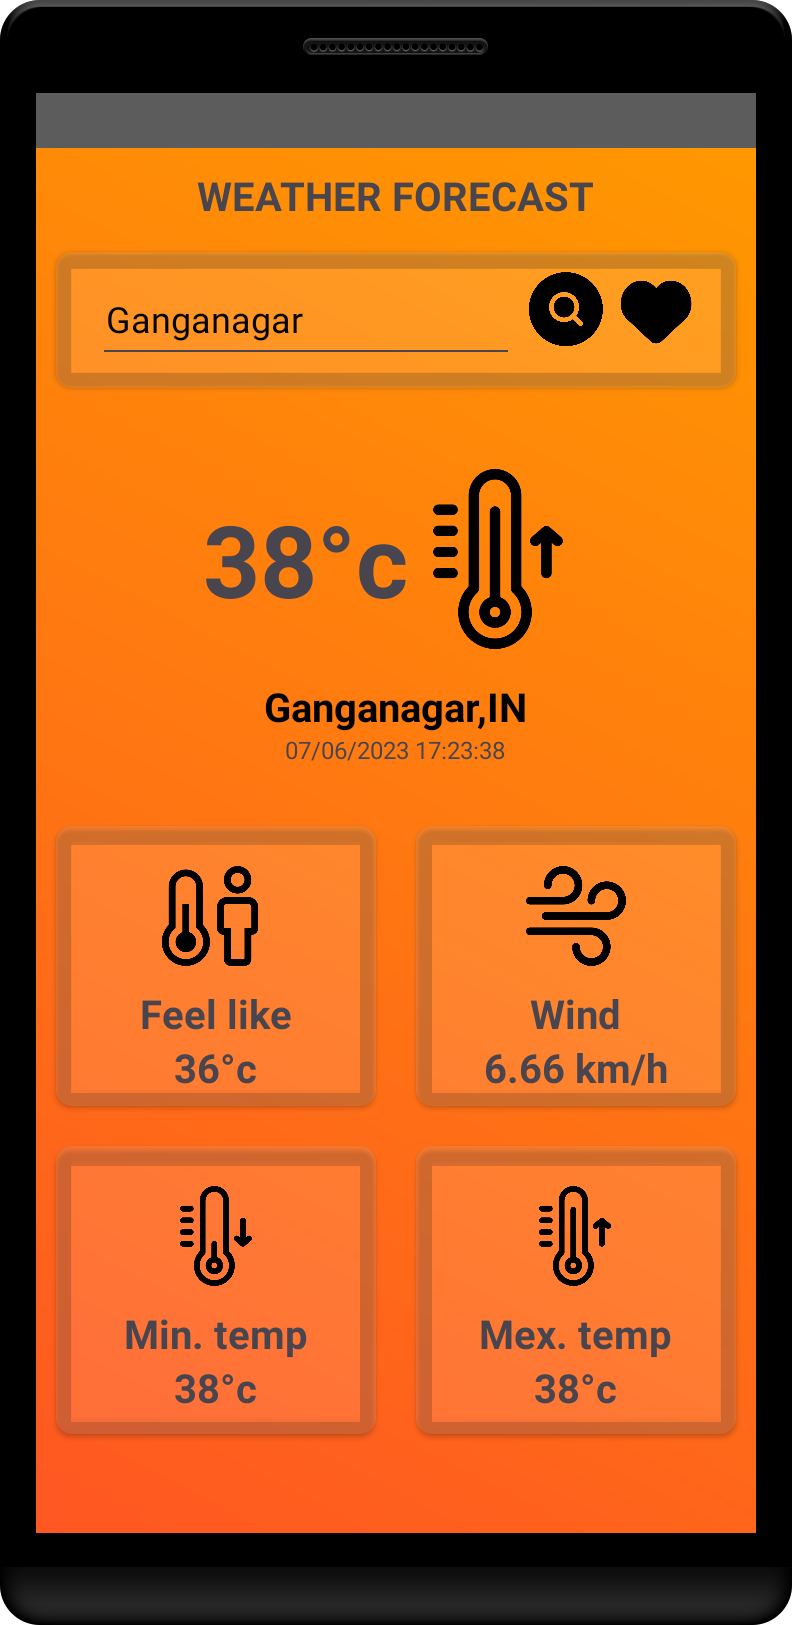 WEATHER FORECAST
Ganganagar
38°c
Ganganagar,IN
07/06/2023 17:23:38
Feel like
36°c
Wind
6.66 km/h
Min. temp
38°c
Mex. temp
38°c